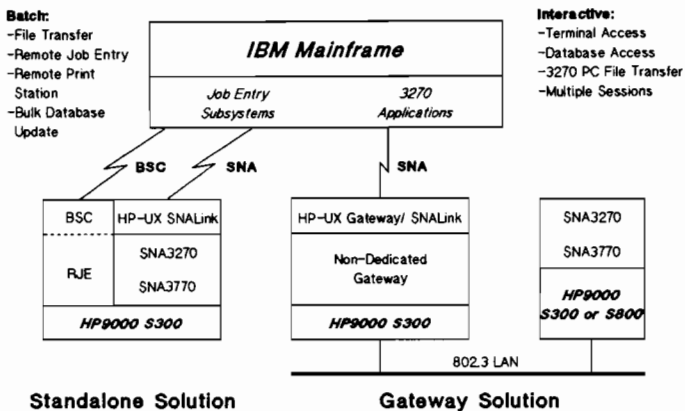 Batch:
-File Transfer
-Remote Job Entry
-Remote Print
Station
-Bulk Database
Update
IBM Mainframe
Job Entry
Subsystems
3270
Applications
Interactive:
-Terminal Access
-Database Access
-3270 PC File Transfer
-Multiple Sessions
BSC
SNA
SNA
BSC
HP-UX SNALink
RJE
SNA3270
SNA3770
HP9000 S300
HP-UX Gateway/ SNALink
Non-Dedicated
Gateway
HP9000 S300
SNA3270
SNA3770
HP9000
S300 or S800
802.3 LAN
Standalone Solution
Gateway Solution